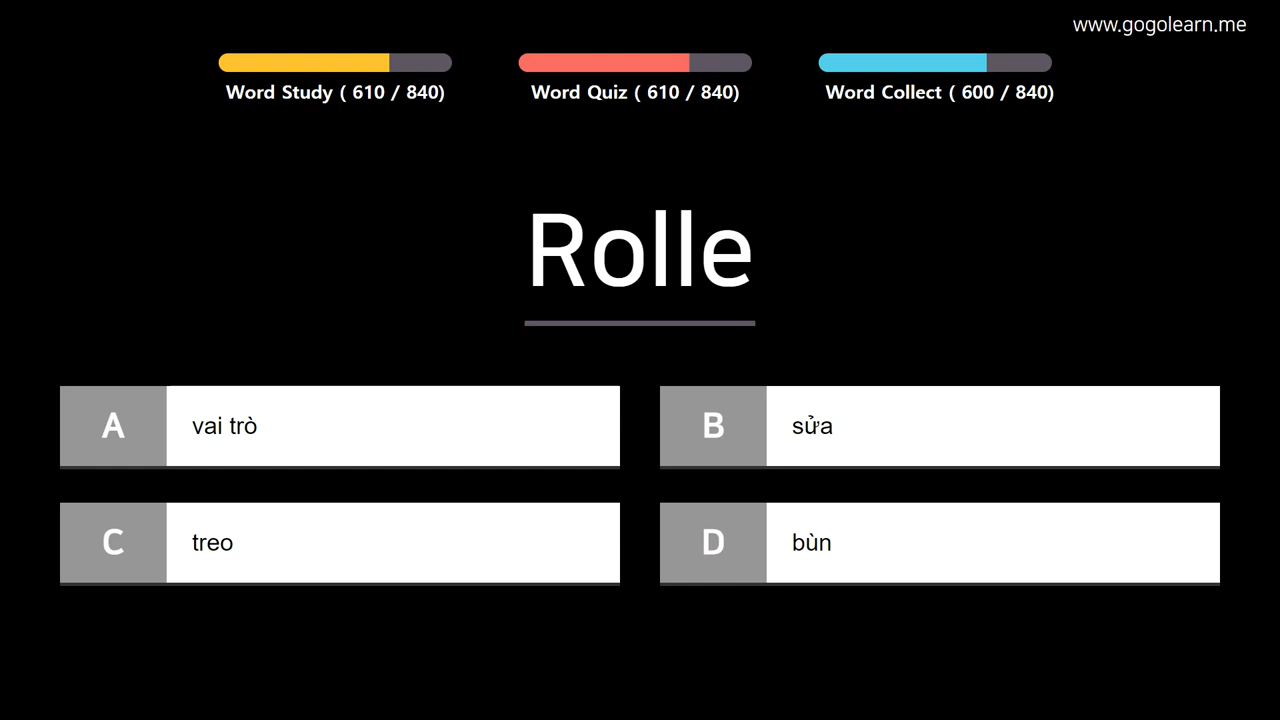 www.gogolearn.me
Word Study ( 610 / 840)
Word Quiz ( 610 / 840)
Word Collect ( 600 / 840)
Rolle
A vai trò
B sửa
C treo
D bùn